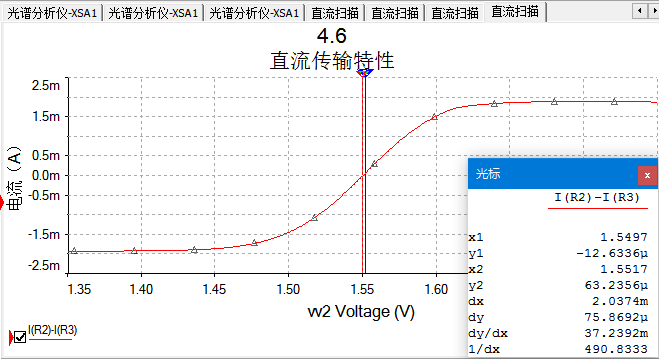 光谱分析仪-XSA1 光谱分析仪-XSA1 光谱分析仪-XSA1 直流扫描 直流扫描 直流扫描 直流扫描
4.6
直流传输特性
2.5m
1.5m
0.5m
0.0m
-0.5m
-1.5m
-2.5m
电流（A）
1.35 1.40 1.45 1.50 1.55 1.60
vv2 Voltage (V)
I(R2)-I(R3)
光标 x
I(R2)-I(R3)
x1 1.5497
y1 -12.6336μ
x2 1.5517
y2 63.2356μ
dx 2.0374m
dy 75.8692μ
dy/dx 37.2392m
1/dx 490.8333